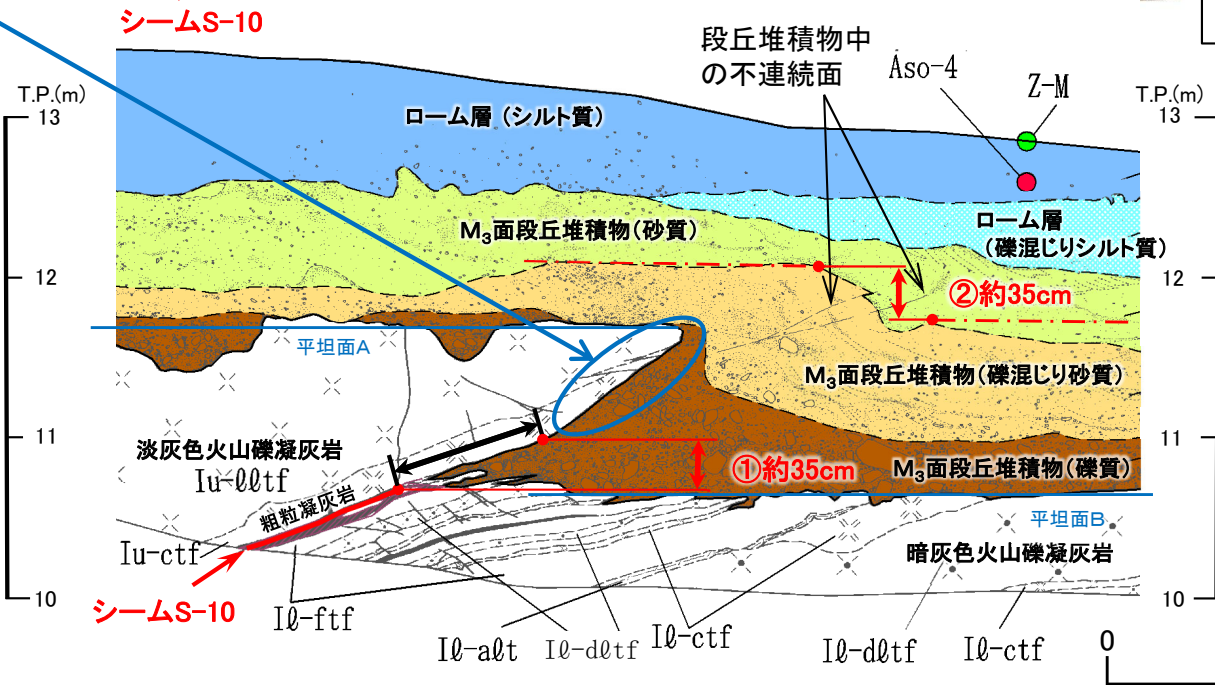 シームS-10
段丘堆積物中
の不連続面
Aso-4
Z-M
T.P.(m)
T.P.(m)
13
13
ローム層(シルト質)
ローム層
(礫混じりシルト質)
M₃面段丘堆積物(砂質)
12
12
②約35cm
平坦面A
M₃面段丘堆積物(礫混じり砂質)
11
11
淡灰色火山礫凝灰岩
Iu-ℓℓtf
①約35cm
M₃面段丘堆積物(礫質)
粗粒凝灰岩
平坦面B
Iu-ctf
暗灰色火山礫凝灰岩
10
10
シームS-10
Iℓ-ftf
Iℓ-aℓt
Iℓ-dℓtf
Iℓ-ctf
Iℓ-dℓtf
Iℓ-ctf
0